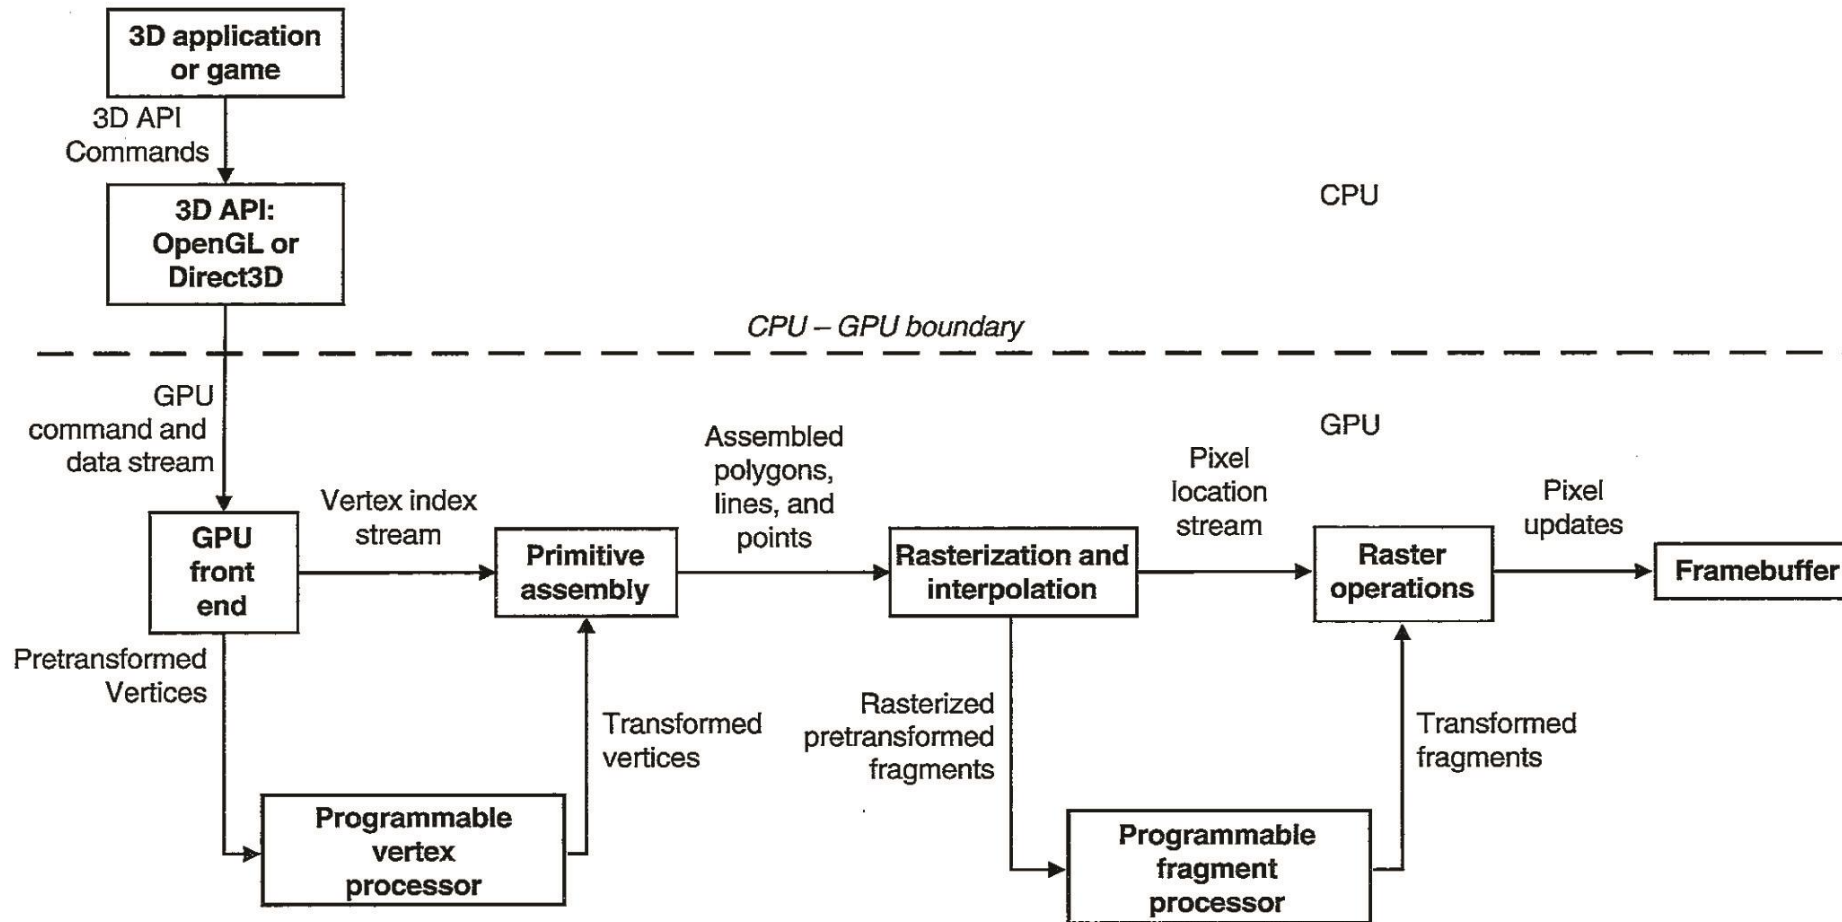 3D application
or game
3D API
Commands
3D API:
OpenGL or
Direct3D
CPU
CPU – GPU boundary
GPU
command and
data stream
GPU
GPU
front
end
Vertex index
stream
Primitive
assembly
Assembled
polygons,
lines, and
points
Rasterization and
interpolation
Pixel
location
stream
Raster
operations
Pixel
updates
Framebuffer
Pretransformed
Vertices
Programmable
vertex
processor
Transformed
vertices
Rasterized
pretransformed
fragments
Programmable
fragment
processor
Transformed
fragments